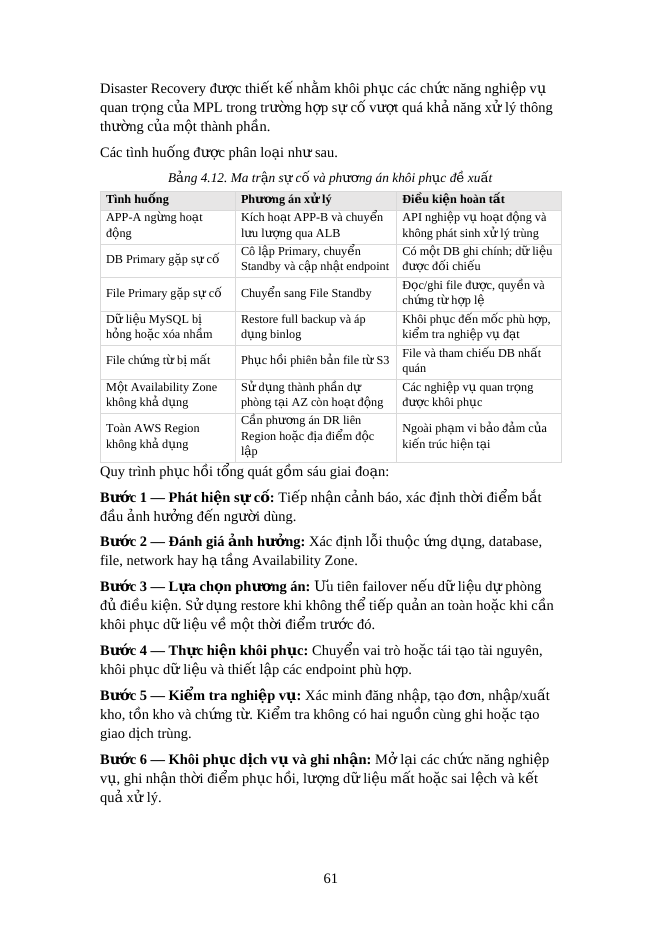 Disaster Recovery được thiết kế nhằm khôi phục các chức năng nghiệp vụ
quan trọng của MPL trong trường hợp sự cố vượt quá khả năng xử lý thông
thường của một thành phần.
Các tình huống được phân loại như sau.
Bảng 4.12. Ma trận sự cố và phương án khôi phục đề xuất
Tình huống
Phương án xử lý
Điều kiện hoàn tất
APP-A ngừng hoạt
động
Kích hoạt APP-B và chuyển
lưu lượng qua ALB
API nghiệp vụ hoạt động và
không phát sinh xử lý trùng
DB Primary gặp sự cố
Cô lập Primary, chuyển
Standby và cập nhật endpoint
Có một DB ghi chính; dữ liệu
được đối chiếu
File Primary gặp sự cố
Chuyển sang File Standby
Đọc/ghi file được, quyền và
chứng từ hợp lệ
Dữ liệu MySQL bị
hỏng hoặc xóa nhầm
Restore full backup và áp
dụng binlog
Khôi phục đến mốc phù hợp,
kiểm tra nghiệp vụ đạt
File chứng từ bị mất
Phục hồi phiên bản file từ S3
File và tham chiếu DB nhất
quán
Một Availability Zone
không khả dụng
Sử dụng thành phần dự
phòng tại AZ còn hoạt động
Các nghiệp vụ quan trọng
được khôi phục
Toàn AWS Region
không khả dụng
Cần phương án DR liên
Region hoặc địa điểm độc
lập
Ngoài phạm vi bảo đảm của
kiến trúc hiện tại
Quy trình phục hồi tổng quát gồm sáu giai đoạn:
Bước 1 — Phát hiện sự cố: Tiếp nhận cảnh báo, xác định thời điểm bắt
đầu ảnh hưởng đến người dùng.
Bước 2 — Đánh giá ảnh hưởng: Xác định lỗi thuộc ứng dụng, database,
file, network hay hạ tầng Availability Zone.
Bước 3 — Lựa chọn phương án: Ưu tiên failover nếu dữ liệu dự phòng
đủ điều kiện. Sử dụng restore khi không thể tiếp quản an toàn hoặc khi cần
khôi phục dữ liệu về một thời điểm trước đó.
Bước 4 — Thực hiện khôi phục: Chuyển vai trò hoặc tái tạo tài nguyên,
khôi phục dữ liệu và thiết lập các endpoint phù hợp.
Bước 5 — Kiểm tra nghiệp vụ: Xác minh đăng nhập, tạo đơn, nhập/xuất
kho, tồn kho và chứng từ. Kiểm tra không có hai nguồn cùng ghi hoặc tạo
giao dịch trùng.
Bước 6 — Khôi phục dịch vụ và ghi nhận: Mở lại các chức năng nghiệp
vụ, ghi nhận thời điểm phục hồi, lượng dữ liệu mất hoặc sai lệch và kết
quả xử lý.
61